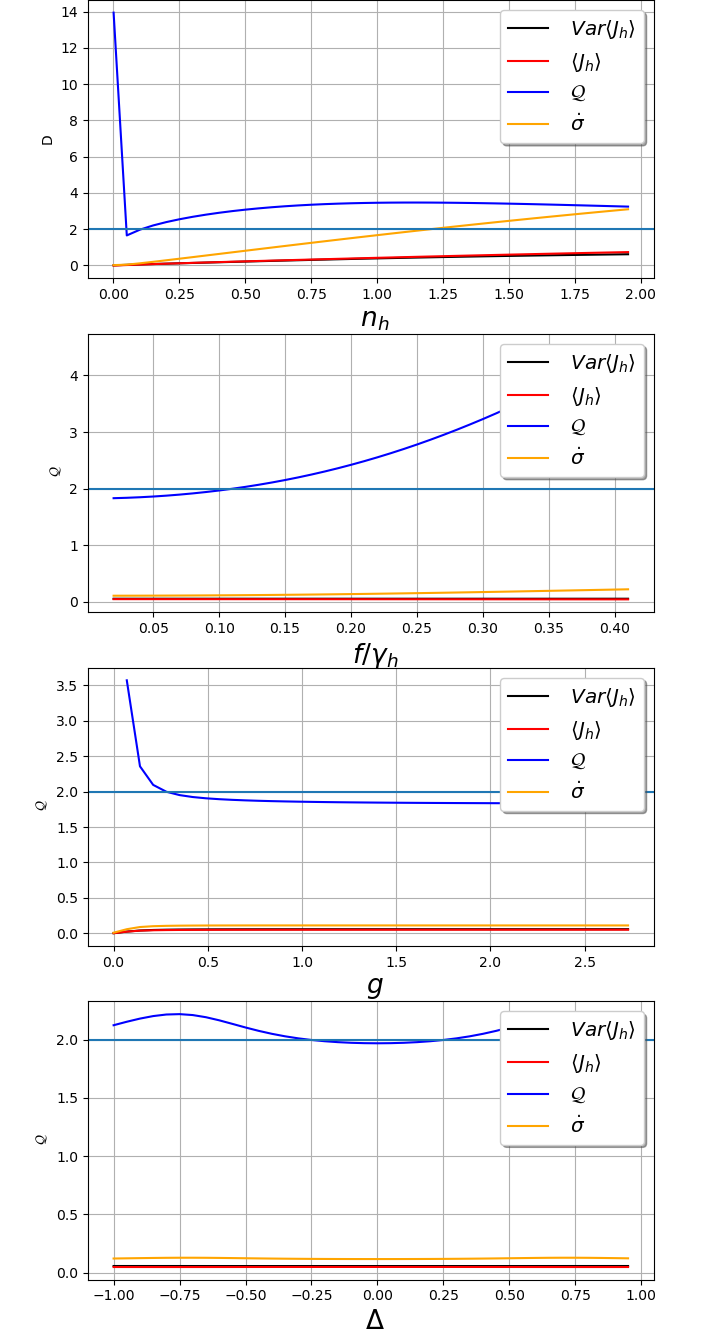 14
12
10
8
6
4
2
0
D
Var⟨J_h⟩
⟨J_h⟩
𝒬
σ̇
0.00 0.25 0.50 0.75 1.00 1.25 1.50 1.75 2.00
n_h
4
3
2
1
0
𝒬
Var⟨J_h⟩
⟨J_h⟩
𝒬
σ̇
0.05 0.10 0.15 0.20 0.25 0.30 0.35 0.40
f/γ_h
3.5
3.0
2.5
2.0
1.5
1.0
0.5
0.0
𝒬
Var⟨J_h⟩
⟨J_h⟩
𝒬
σ̇
0.0 0.5 1.0 1.5 2.0 2.5
g
2.0
1.5
1.0
0.5
0.0
𝒬
Var⟨J_h⟩
⟨J_h⟩
𝒬
σ̇
−1.00 −0.75 −0.50 −0.25 0.00 0.25 0.50 0.75 1.00
Δ